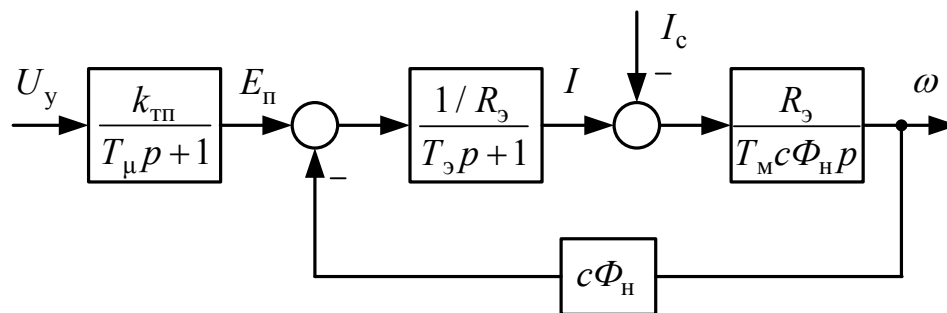 U_у
k_тп / T_μ p + 1
E_п
–
1 / R_э / T_э p + 1
I
I_с
–
R_э / T_м cΦ_н p
ω
cΦ_н